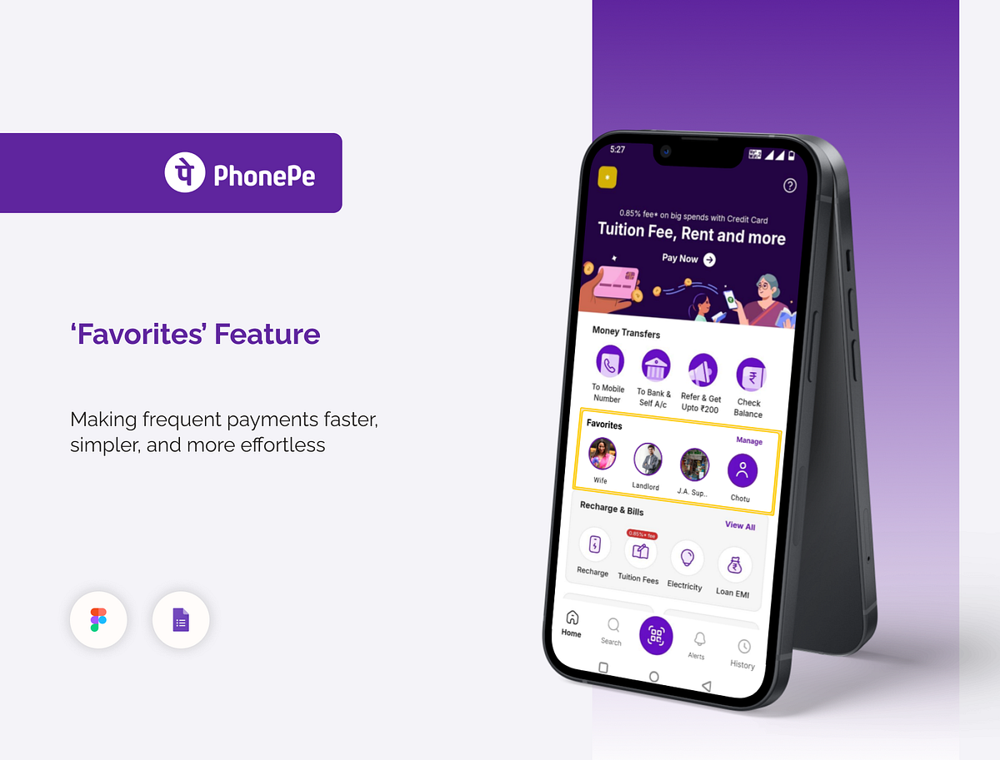 पे PhonePe
‘Favorites’ Feature
Making frequent payments faster,
simpler, and more effortless
5:27
0.85% fee* on big spends with Credit Card
Tuition Fee, Rent and more
Pay Now
Money Transfers
To Mobile
Number
To Bank &
Self A/c
Refer & Get
Upto ₹200
Check
Balance
Favorites
Manage
Wife
Landlord
J.A. Sup..
Chotu
Recharge & Bills
View All
0.85%* fee
Recharge
Tuition Fees
Electricity
Loan EMI
Home
Search
Alerts
History